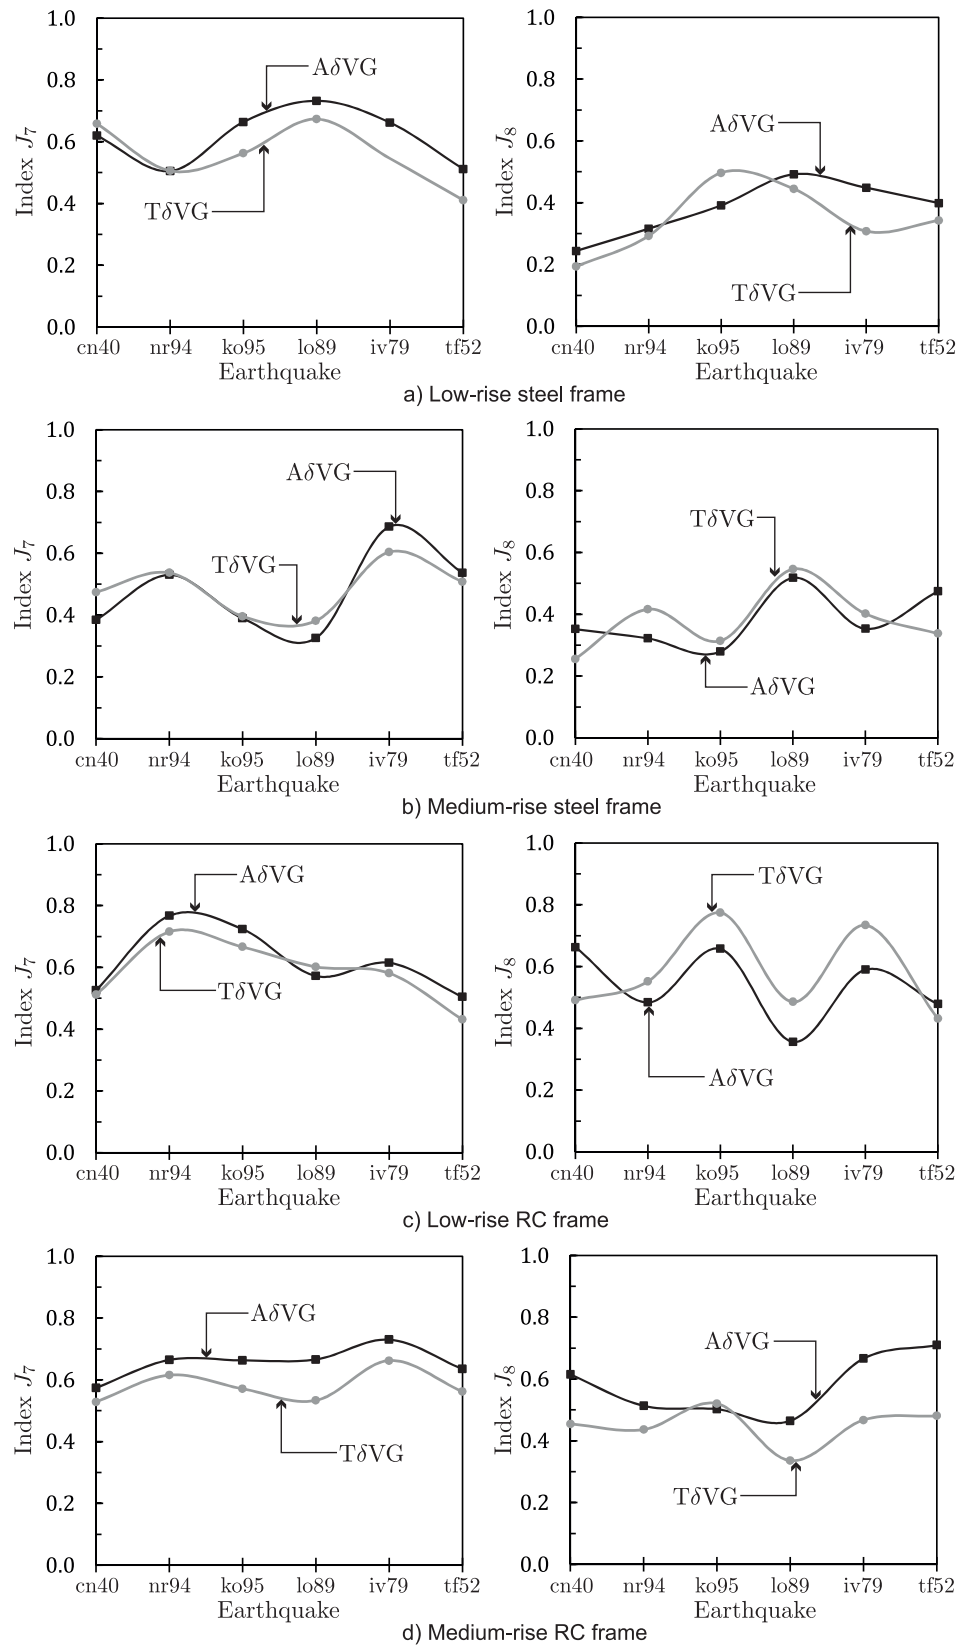 1.0
0.8
0.6
0.4
0.2
0.0
Index J7
AδVG
TδVG
cn40 nr94 ko95 lo89 iv79 tf52
Earthquake
1.0
0.8
0.6
0.4
0.2
0.0
Index J8
AδVG
TδVG
cn40 nr94 ko95 lo89 iv79 tf52
Earthquake
a) Low-rise steel frame
1.0
0.8
0.6
0.4
0.2
0.0
Index J7
AδVG
TδVG
cn40 nr94 ko95 lo89 iv79 tf52
Earthquake
1.0
0.8
0.6
0.4
0.2
0.0
Index J8
TδVG
AδVG
cn40 nr94 ko95 lo89 iv79 tf52
Earthquake
b) Medium-rise steel frame
1.0
0.8
0.6
0.4
0.2
0.0
Index J7
AδVG
TδVG
cn40 nr94 ko95 lo89 iv79 tf52
Earthquake
1.0
0.8
0.6
0.4
0.2
0.0
Index J8
TδVG
AδVG
cn40 nr94 ko95 lo89 iv79 tf52
Earthquake
c) Low-rise RC frame
1.0
0.8
0.6
0.4
0.2
0.0
Index J7
AδVG
TδVG
cn40 nr94 ko95 lo89 iv79 tf52
Earthquake
1.0
0.8
0.6
0.4
0.2
0.0
Index J8
AδVG
TδVG
cn40 nr94 ko95 lo89 iv79 tf52
Earthquake
d) Medium-rise RC frame